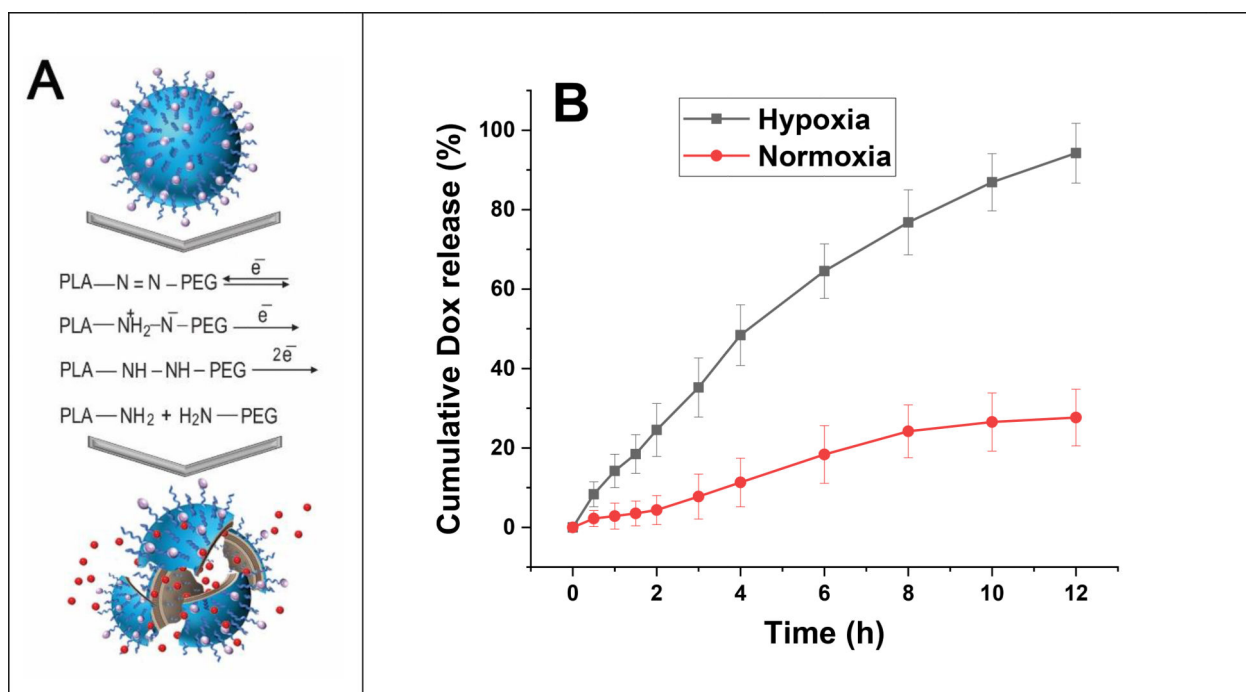 A
e⁻
PLA—N=N—PEG
e⁻
PLA—N⁺H₂—N⁻—PEG
2e⁻
PLA—NH—NH—PEG
PLA—NH₂ + H₂N—PEG
B
Hypoxia
Normoxia
Cumulative Dox release (%)
100
80
60
40
20
0
0 2 4 6 8 10 12
Time (h)